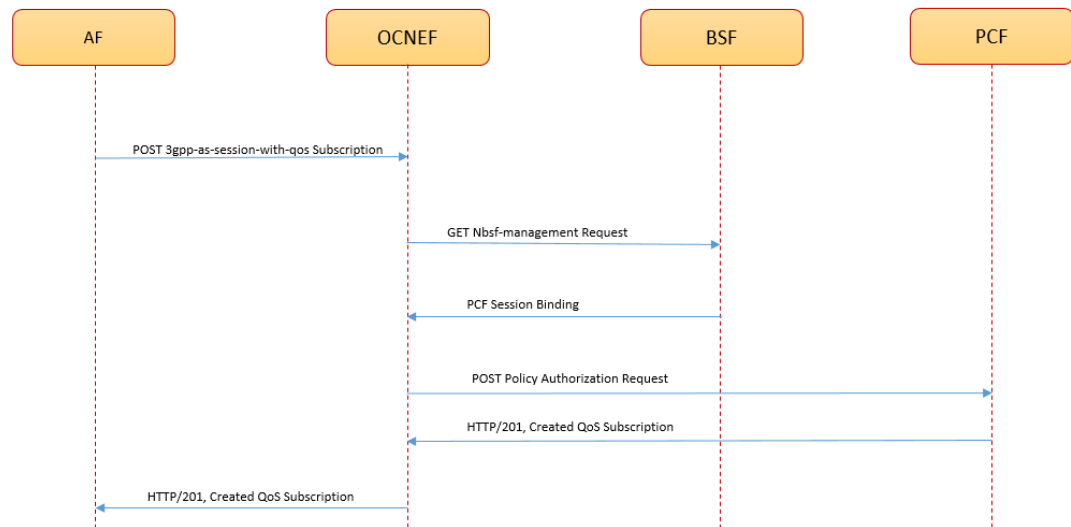 AF
OCNEF
BSF
PCF
POST 3gpp-as-session-with-qos Subscription
GET Nbsf-management Request
PCF Session Binding
POST Policy Authorization Request
HTTP/201, Created QoS Subscription
HTTP/201, Created QoS Subscription